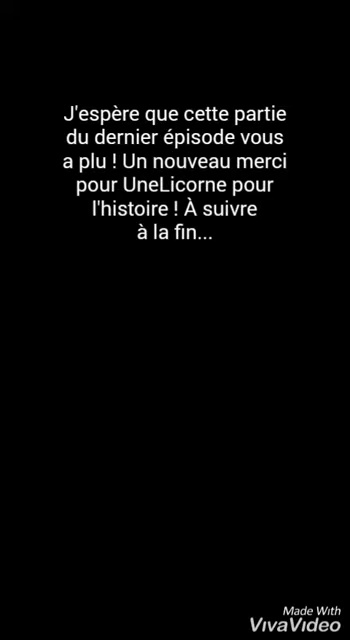 J'espère que cette partie
du dernier épisode vous
a plu ! Un nouveau merci
pour UneLicorne pour
l'histoire ! À suivre
à la fin...
Made With
VivaVideo